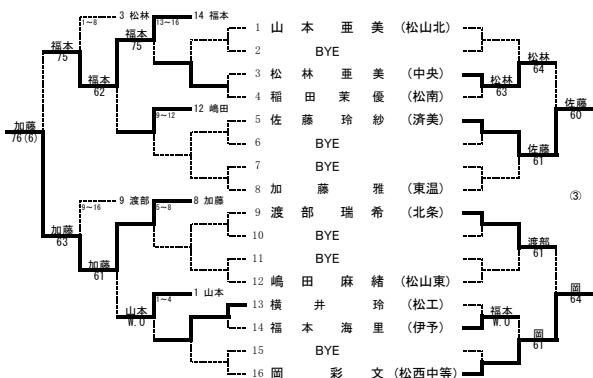 3 松林
1～8
14 福本
13～16
福本
75
福本
75
福本
62
12 嶋田
9～12
加藤
76(6)
9 渡部
9～16
8 加藤
5～8
加藤
63
加藤
61
1 山本
1～4
山本
W.O
1 山本 亜美 (松山北)
2 BYE
3 松林 亜美 (中央)
4 稲田 茉優 (松南)
5 佐藤 玲紗 (済美)
6 BYE
7 BYE
8 加藤 雅 (東温)
9 渡部 瑞希 (北条)
10 BYE
11 BYE
12 嶋田 麻緒 (松山東)
13 横井 玲 (松工)
14 福本 海里 (伊予)
15 BYE
16 岡 彩文 (松西中等)
松林
63
松林
64
佐藤
61
佐藤
60
③
渡部
61
福本
W.O
岡
61
岡
64